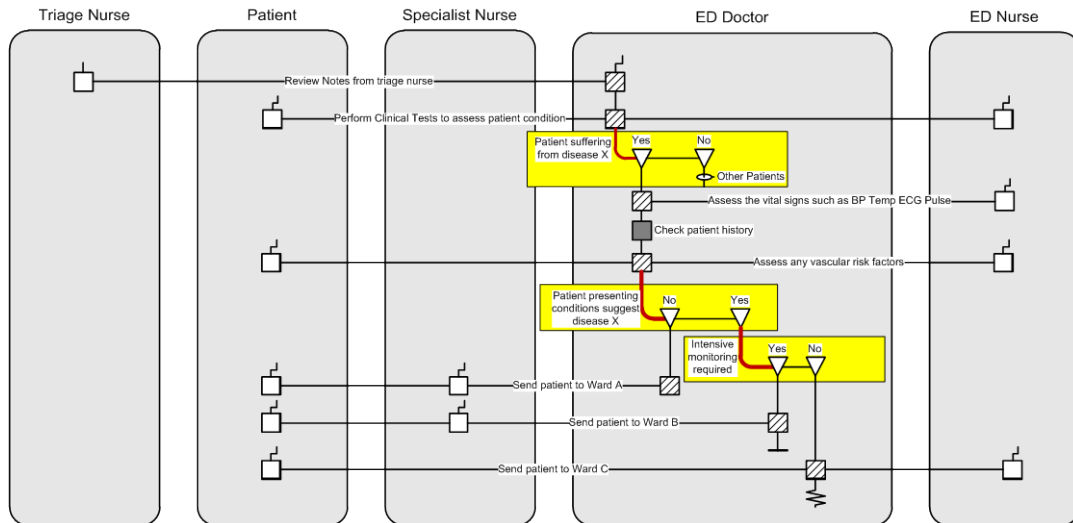 Triage Nurse
Patient
Specialist Nurse
ED Doctor
ED Nurse
Review Notes from triage nurse
Perform Clinical Tests to assess patient condition
Patient suffering
from disease X
Yes
No
Other Patients
Assess the vital signs such as BP Temp ECG Pulse
Check patient history
Assess any vascular risk factors
Patient presenting
conditions suggest
disease X
No
Yes
Intensive
monitoring
required
Yes
No
Send patient to Ward A
Send patient to Ward B
Send patient to Ward C